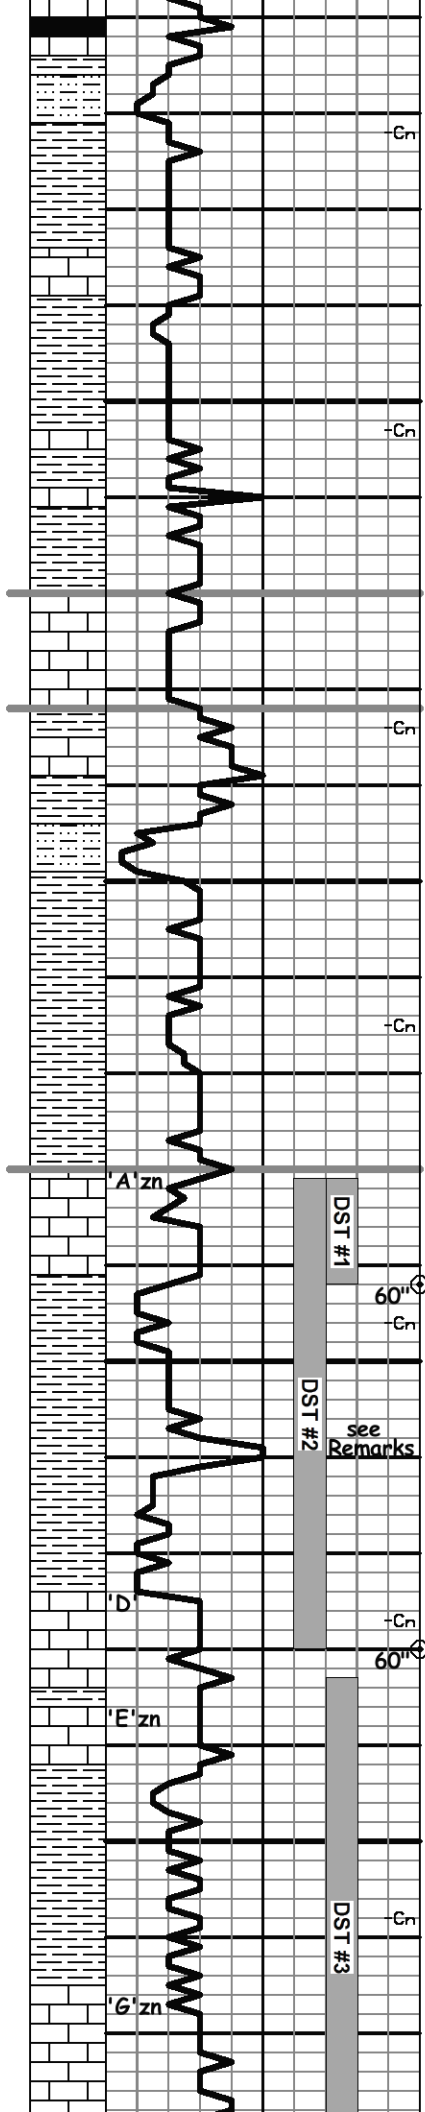 -Cn
-Cn
-Cn
-Cn
'A'zn
DST #1
60"
-Cn
DST #2
see
Remarks
'D'
-Cn
60"
'E'zn
-Cn
DST #3
'G'zn